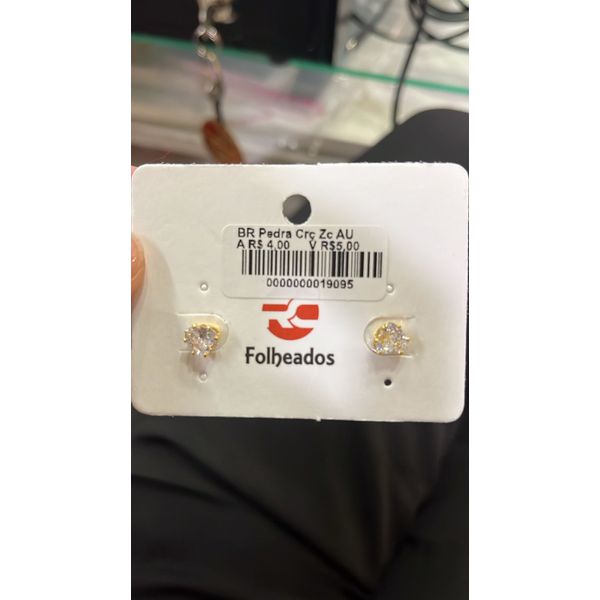 BR Pedra Crç Zc AU
A R$ 4,00 V R$5,00
0000000019095
Folheados